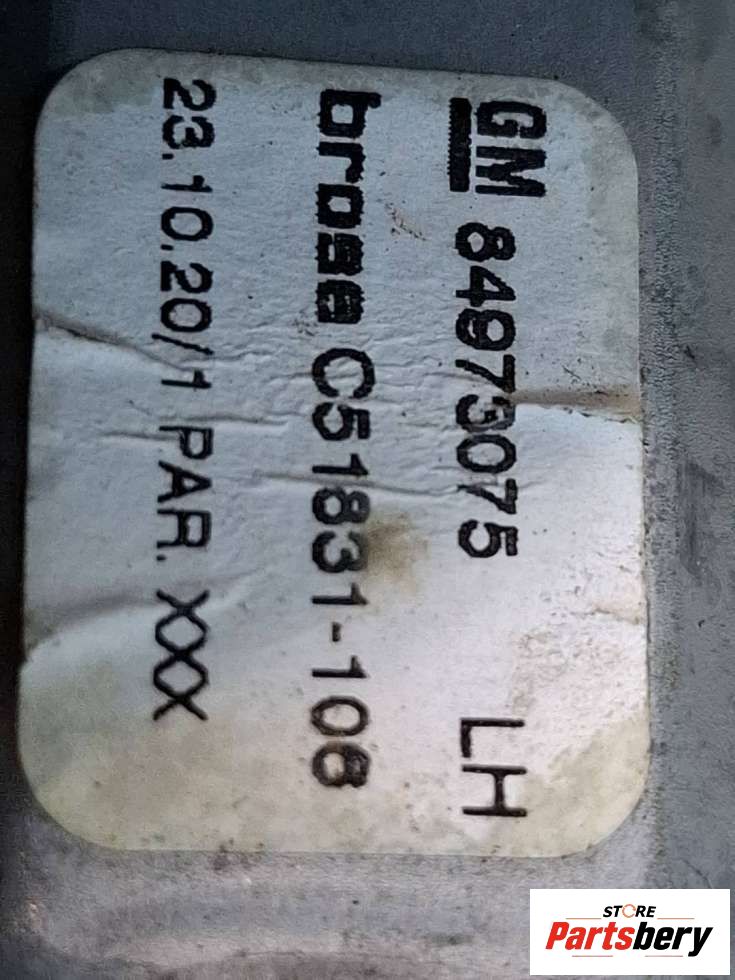 GM 84973075 LH
brose C51831-108
23.10.20/1 PAR. XXX
STORE
Partsbery